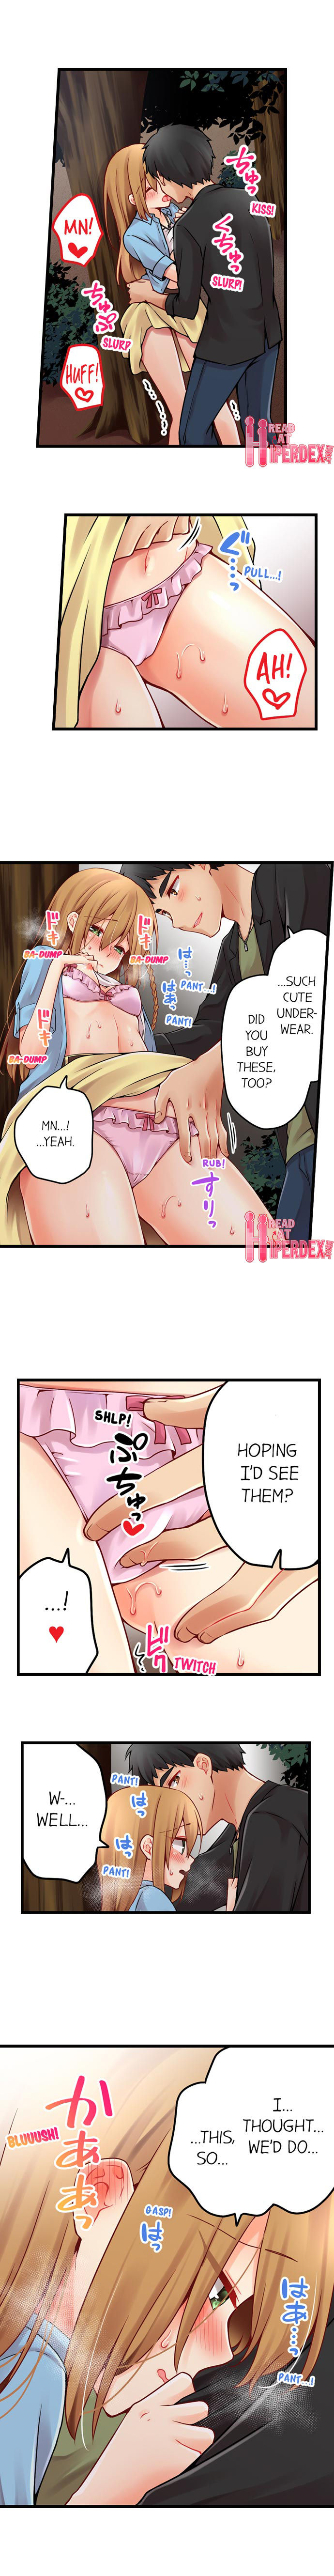 ちゅっ
KISS!
MN!
くちゅっ
SLURP!
ちゅぷ
SLURP
HUFF!
READ
AT
HIPERDEX
ぐ…っ
PULL...!
AH!
ドキ
BA-DUMP
ドキ
BA-DUMP
は…っ
PANT...!
はあっ
PANT!
...SUCH
CUTE
UNDER-
WEAR.
DID
YOU
BUY
THESE,
TOO?
ドキ
BA-DUMP
MN...!
...YEAH.
RUB!
すりっ
READ
AT
HIPERDEX
SHLP!
ぷちゅっ
HOPING
I'D SEE
THEM?
...!
ビク
TWITCH
W-...
WELL...
PANT!
はっ
はっ
PANT!
I...
THOUGHT...
WE'D DO...
...THIS,
SO...
かあぁっ
BLUUUSH!
GASP!
はっ
はあ…っ
PANT...!